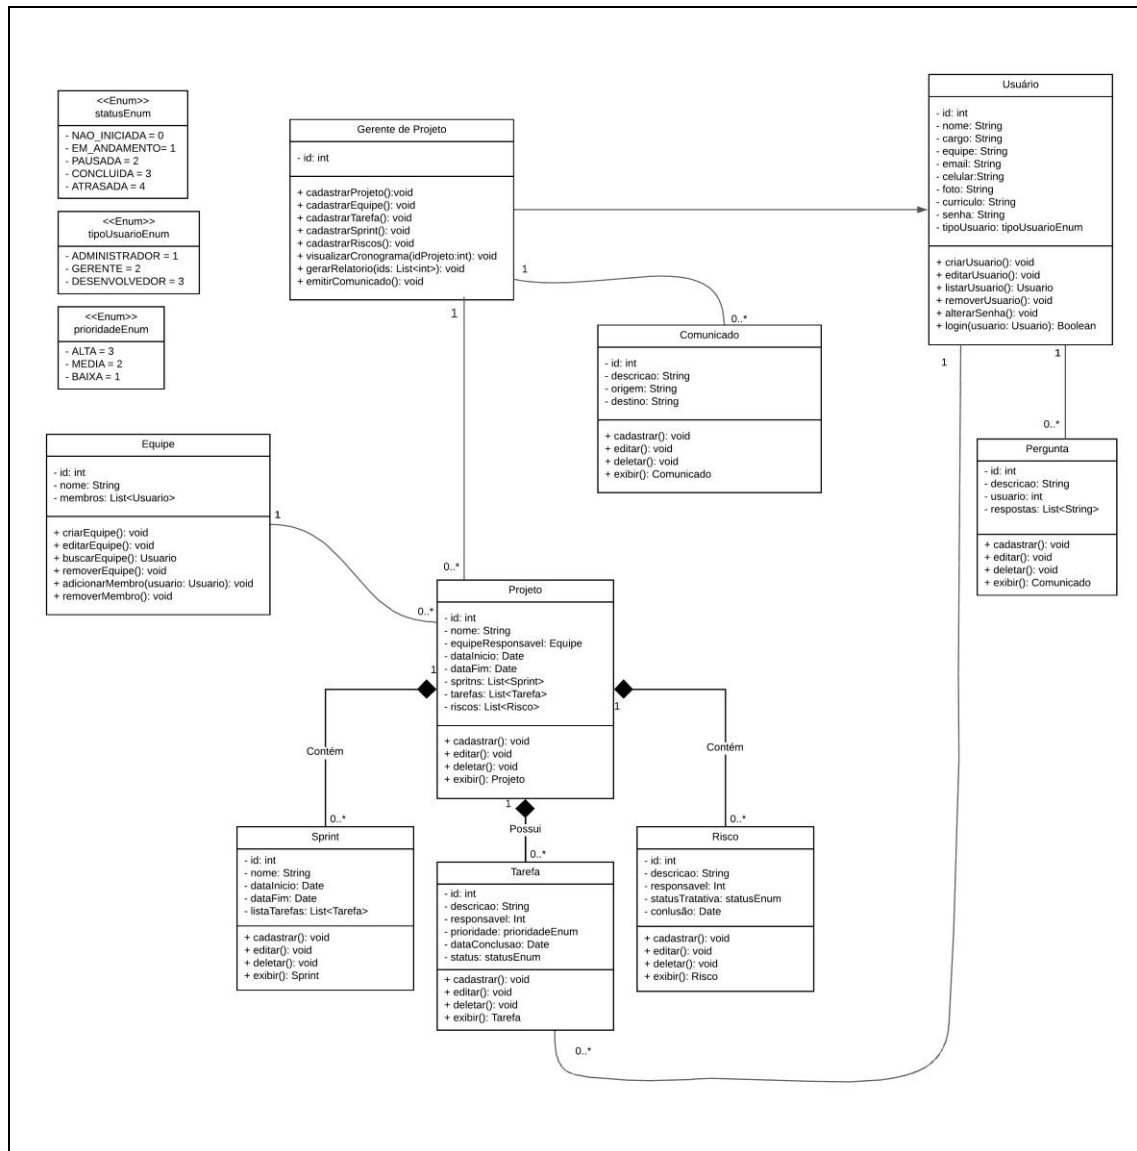 <<Enum>>
statusEnum
- NAO_INICIADA = 0
- EM_ANDAMENTO= 1
- PAUSADA = 2
- CONCLUIDA = 3
- ATRASADA = 4
<<Enum>>
tipoUsuarioEnum
- ADMINISTRADOR = 1
- GERENTE = 2
- DESENVOLVEDOR = 3
<<Enum>>
prioridadeEnum
- ALTA = 3
- MEDIA = 2
- BAIXA = 1
Gerente de Projeto
- id: int
+ cadastrarProjeto():void
+ cadastrarEquipe(): void
+ cadastrarTarefa(): void
+ cadastrarSprint(): void
+ cadastrarRiscos(): void
+ visualizarCronograma(idProjeto:int): void
+ gerarRelatorio(ids: List<int>): void
+ emitirComunicado(): void
1
0..*
1
0..*
Usuário
- id: int
- nome: String
- cargo: String
- equipe: String
- email: String
- celular:String
- foto: String
- curriculo: String
- senha: String
- tipoUsuario: tipoUsuarioEnum
+ criarUsuario(): void
+ editarUsuario(): void
+ listarUsuario(): Usuario
+ removerUsuario(): void
+ alterarSenha(): void
+ login(usuario: Usuario): Boolean
1
1
0..*
Comunicado
- id: int
- descricao: String
- origem: String
- destino: String
+ cadastrar(): void
+ editar(): void
+ deletar(): void
+ exibir(): Comunicado
Pergunta
- id: int
- descricao: String
- usuario: int
- respostas: List<String>
+ cadastrar(): void
+ editar(): void
+ deletar(): void
+ exibir(): Comunicado
Equipe
- id: int
- nome: String
- membros: List<Usuario>
+ criarEquipe(): void
+ editarEquipe(): void
+ buscarEquipe(): Usuario
+ removerEquipe(): void
+ adicionarMembro(usuario: Usuario): void
+ removerMembro(): void
1
0..*
Projeto
- id: int
- nome: String
- equipeResponsavel: Equipe
- dataInicio: Date
- dataFim: Date
- spritns: List<Sprint>
- tarefas: List<Tarefa>
- riscos: List<Risco>
+ cadastrar(): void
+ editar(): void
+ deletar(): void
+ exibir(): Projeto
1
Contém
0..*
1
Contém
0..*
1
Possui
0..*
Sprint
- id: int
- nome: String
- dataInicio: Date
- dataFim: Date
- listaTarefas: List<Tarefa>
+ cadastrar(): void
+ editar(): void
+ deletar(): void
+ exibir(): Sprint
Tarefa
- id: int
- descricao: String
- responsavel: Int
- prioridade: prioridadeEnum
- dataConclusao: Date
- status: statusEnum
+ cadastrar(): void
+ editar(): void
+ deletar(): void
+ exibir(): Tarefa
0..*
Risco
- id: int
- descricao: String
- responsavel: Int
- statusTratativa: statusEnum
- conlusão: Date
+ cadastrar(): void
+ editar(): void
+ deletar(): void
+ exibir(): Risco